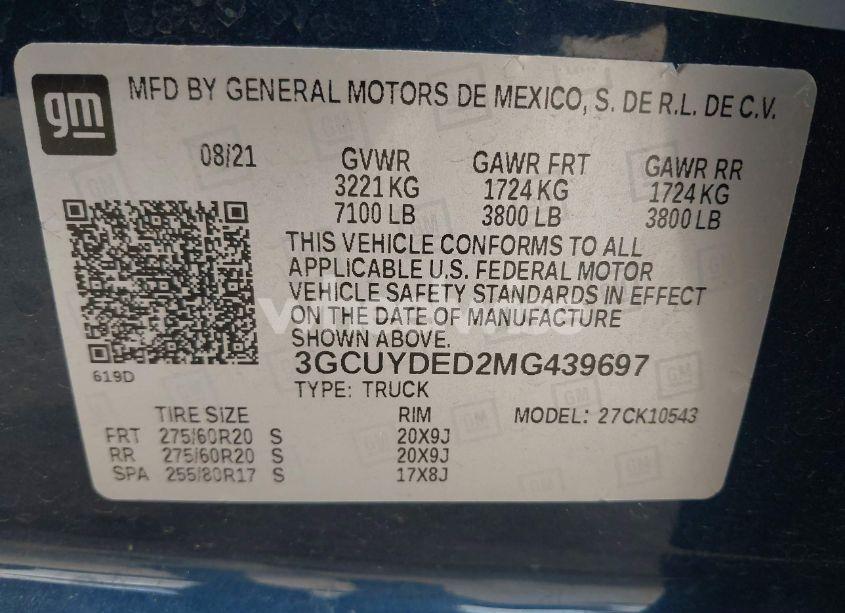 gm
MFD BY GENERAL MOTORS DE MEXICO, S. DE R.L. DE C.V.
08/21 GVWR GAWR FRT GAWR RR
3221 KG 1724 KG 1724 KG
7100 LB 3800 LB 3800 LB
THIS VEHICLE CONFORMS TO ALL
APPLICABLE U.S. FEDERAL MOTOR
VEHICLE SAFETY STANDARDS IN EFFECT
ON THE DATE OF MANUFACTURE
SHOWN ABOVE.
3GCUYDED2MG439697
619D
TYPE: TRUCK
TIRE SIZE RIM MODEL: 27CK10543
FRT 275/60R20 S 20X9J
RR 275/60R20 S 20X9J
SPA 255/80R17 S 17X8J